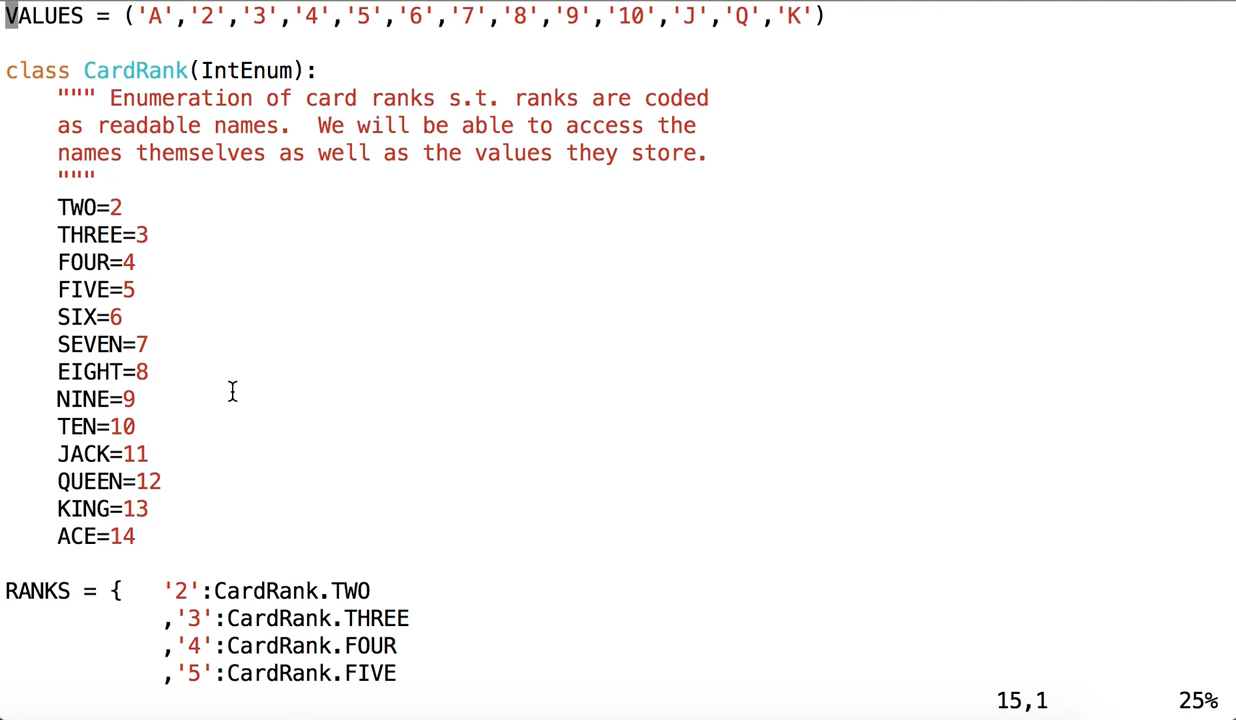 VALUES = ('A','2','3','4','5','6','7','8','9','10','J','Q','K')
class CardRank(IntEnum):
""" Enumeration of card ranks s.t. ranks are coded
as readable names.  We will be able to access the
names themselves as well as the values they store.
"""
TWO=2
THREE=3
FOUR=4
FIVE=5
SIX=6
SEVEN=7
EIGHT=8
NINE=9
TEN=10
JACK=11
QUEEN=12
KING=13
ACE=14
RANKS = {   '2':CardRank.TWO
,'3':CardRank.THREE
,'4':CardRank.FOUR
,'5':CardRank.FIVE
15,1 25%